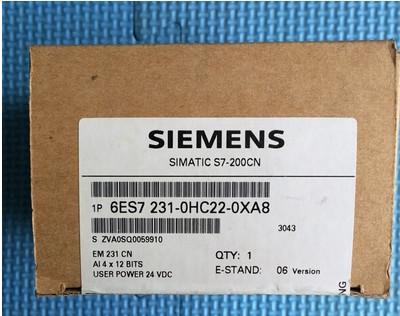 SIEMENS
SIMATIC S7-200CN
1P 6ES7 231-0HC22-0XA8
3043
S ZVA0SQ0059910
EM 231 CN
AI 4 x 12 BITS
USER POWER 24 VDC
QTY: 1
E-STAND: 06 Version
NG